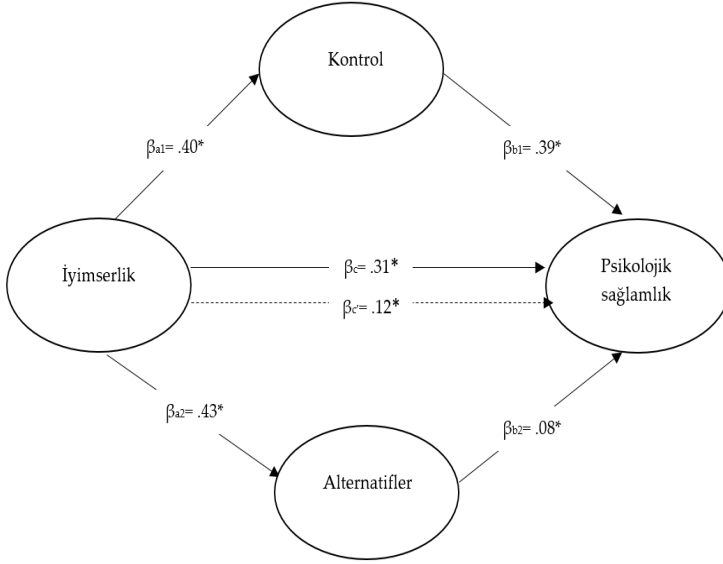 Kontrol
βa1= .40*
βb1= .39*
İyimserlik
βc= .31*
βc'= .12*
Psikolojik
sağlamlık
βa2= .43*
βb2= .08*
Alternatifler